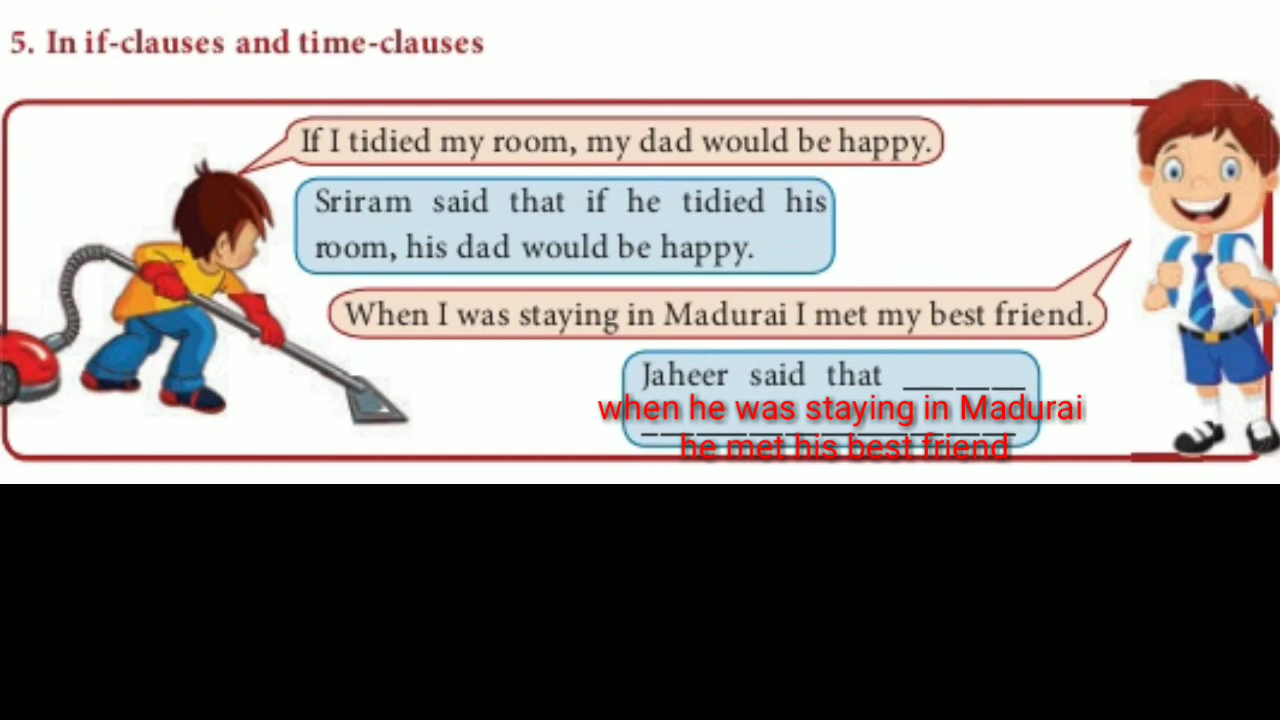 5. In if-clauses and time-clauses
If I tidied my room, my dad would be happy.
Sriram said that if he tidied his
room, his dad would be happy.
When I was staying in Madurai I met my best friend.
Jaheer said that ________
when he was staying in Madurai
he met his best friend